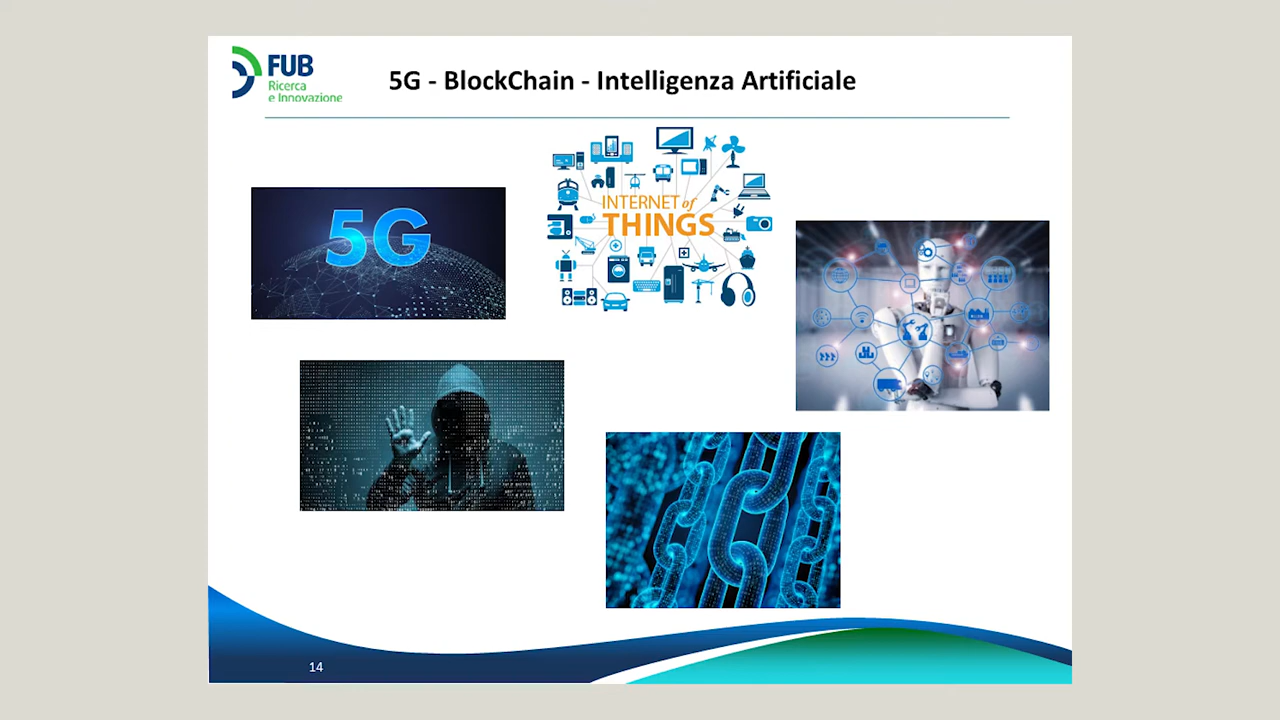 FUB
Ricerca
e Innovazione
5G - BlockChain - Intelligenza Artificiale
5G
INTERNET of
THINGS
14